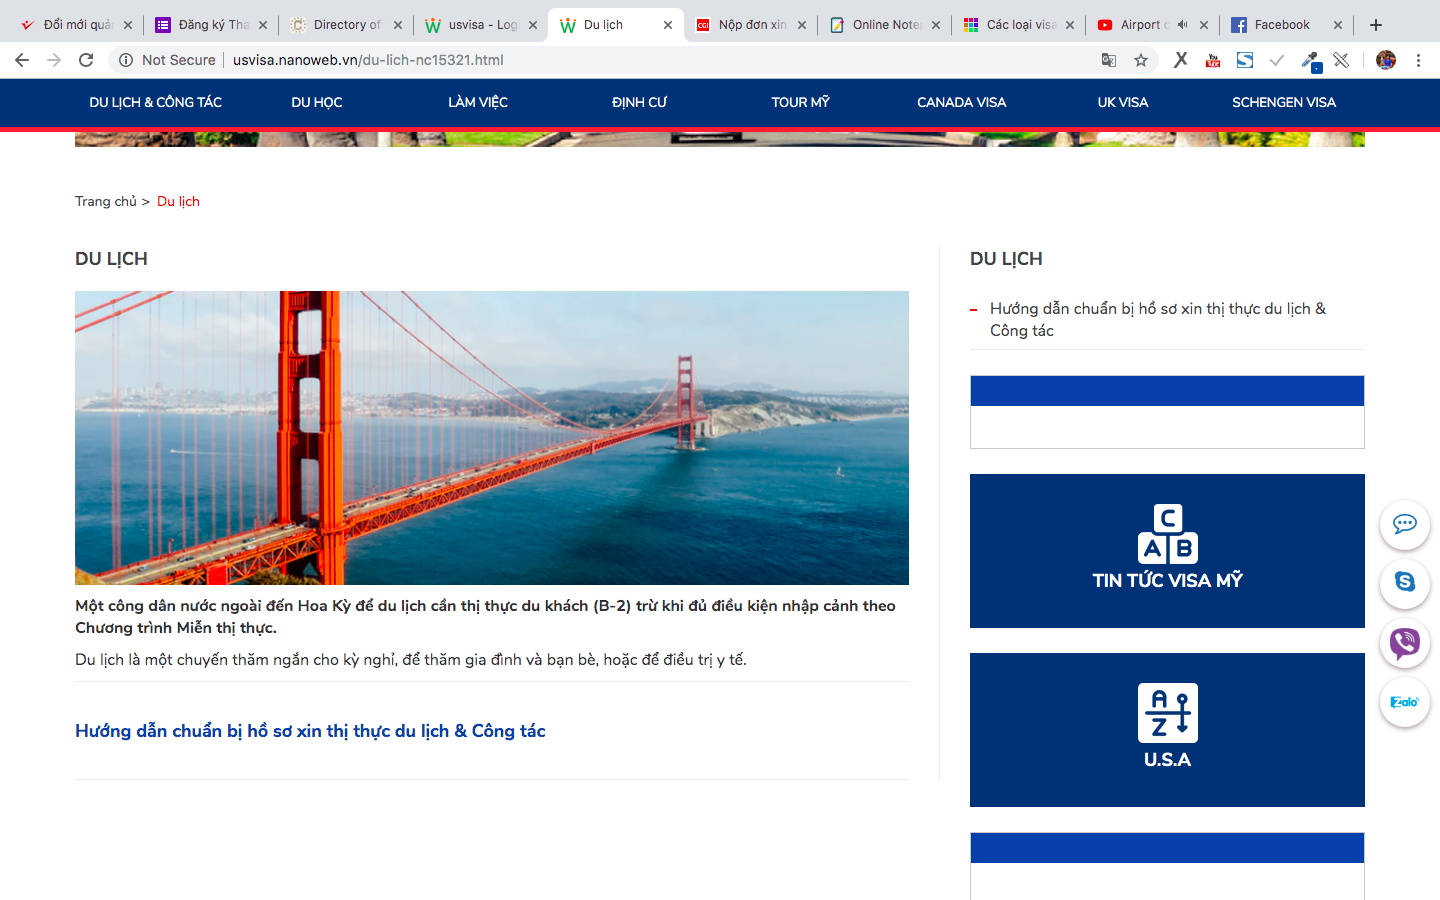 Đổi mới quản
Đăng ký Tha
Directory of
usvisa - Log
Du lịch
Nộp đơn xin
Online Note
Các loại visa
Airport c
Facebook
Not Secure
usvisa.nanoweb.vn/du-lich-nc15321.html
DU LỊCH & CÔNG TÁC
DU HỌC
LÀM VIỆC
ĐỊNH CƯ
TOUR MỸ
CANADA VISA
UK VISA
SCHENGEN VISA
Trang chủ > Du lịch
DU LỊCH
Một công dân nước ngoài đến Hoa Kỳ để du lịch cần thị thực du khách (B-2) trừ khi đủ điều kiện nhập cảnh theo
Chương trình Miễn thị thực.
Du lịch là một chuyến thăm ngắn cho kỳ nghỉ, để thăm gia đình và bạn bè, hoặc để điều trị y tế.
Hướng dẫn chuẩn bị hồ sơ xin thị thực du lịch & Công tác
DU LỊCH
Hướng dẫn chuẩn bị hồ sơ xin thị thực du lịch &
Công tác
C
A B
TIN TỨC VISA MỸ
A
Z
U.S.A
Zalo